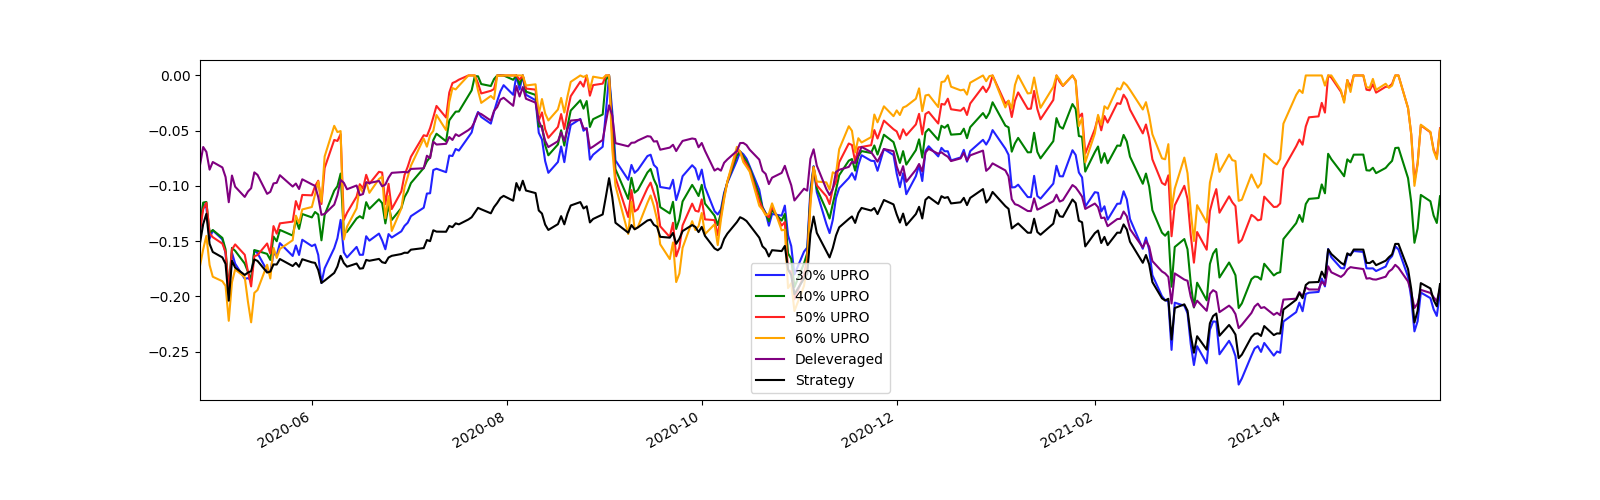 0.00
−0.05
−0.10
−0.15
−0.20
−0.25
30% UPRO
40% UPRO
50% UPRO
60% UPRO
Deleveraged
Strategy
2020-06
2020-08
2020-10
2020-12
2021-02
2021-04